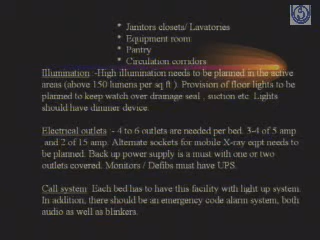 * Janitors closets/ Lavatories
* Equipment room
* Pantry
* Circulation corridors
Illumination :-High illumination needs to be planned in the active
areas (above 150 lumens per sq ft ). Provision of floor lights to be
planned to keep watch over drainage seal , suction etc. Lights
should have dimmer device.
Electrical outlets :- 4 to 6 outlets are needed per bed. 3-4 of 5 amp
and 2 of 15 amp. Alternate sockets for mobile X-ray eqpt needs to
be planned. Back up power supply is a must with one or two
outlets covered. Monitors / Defibs must have UPS.
Call system: Each bed has to have this facility with light up system.
In addition, there should be an emergency code alarm system, both
audio as well as blinkers.